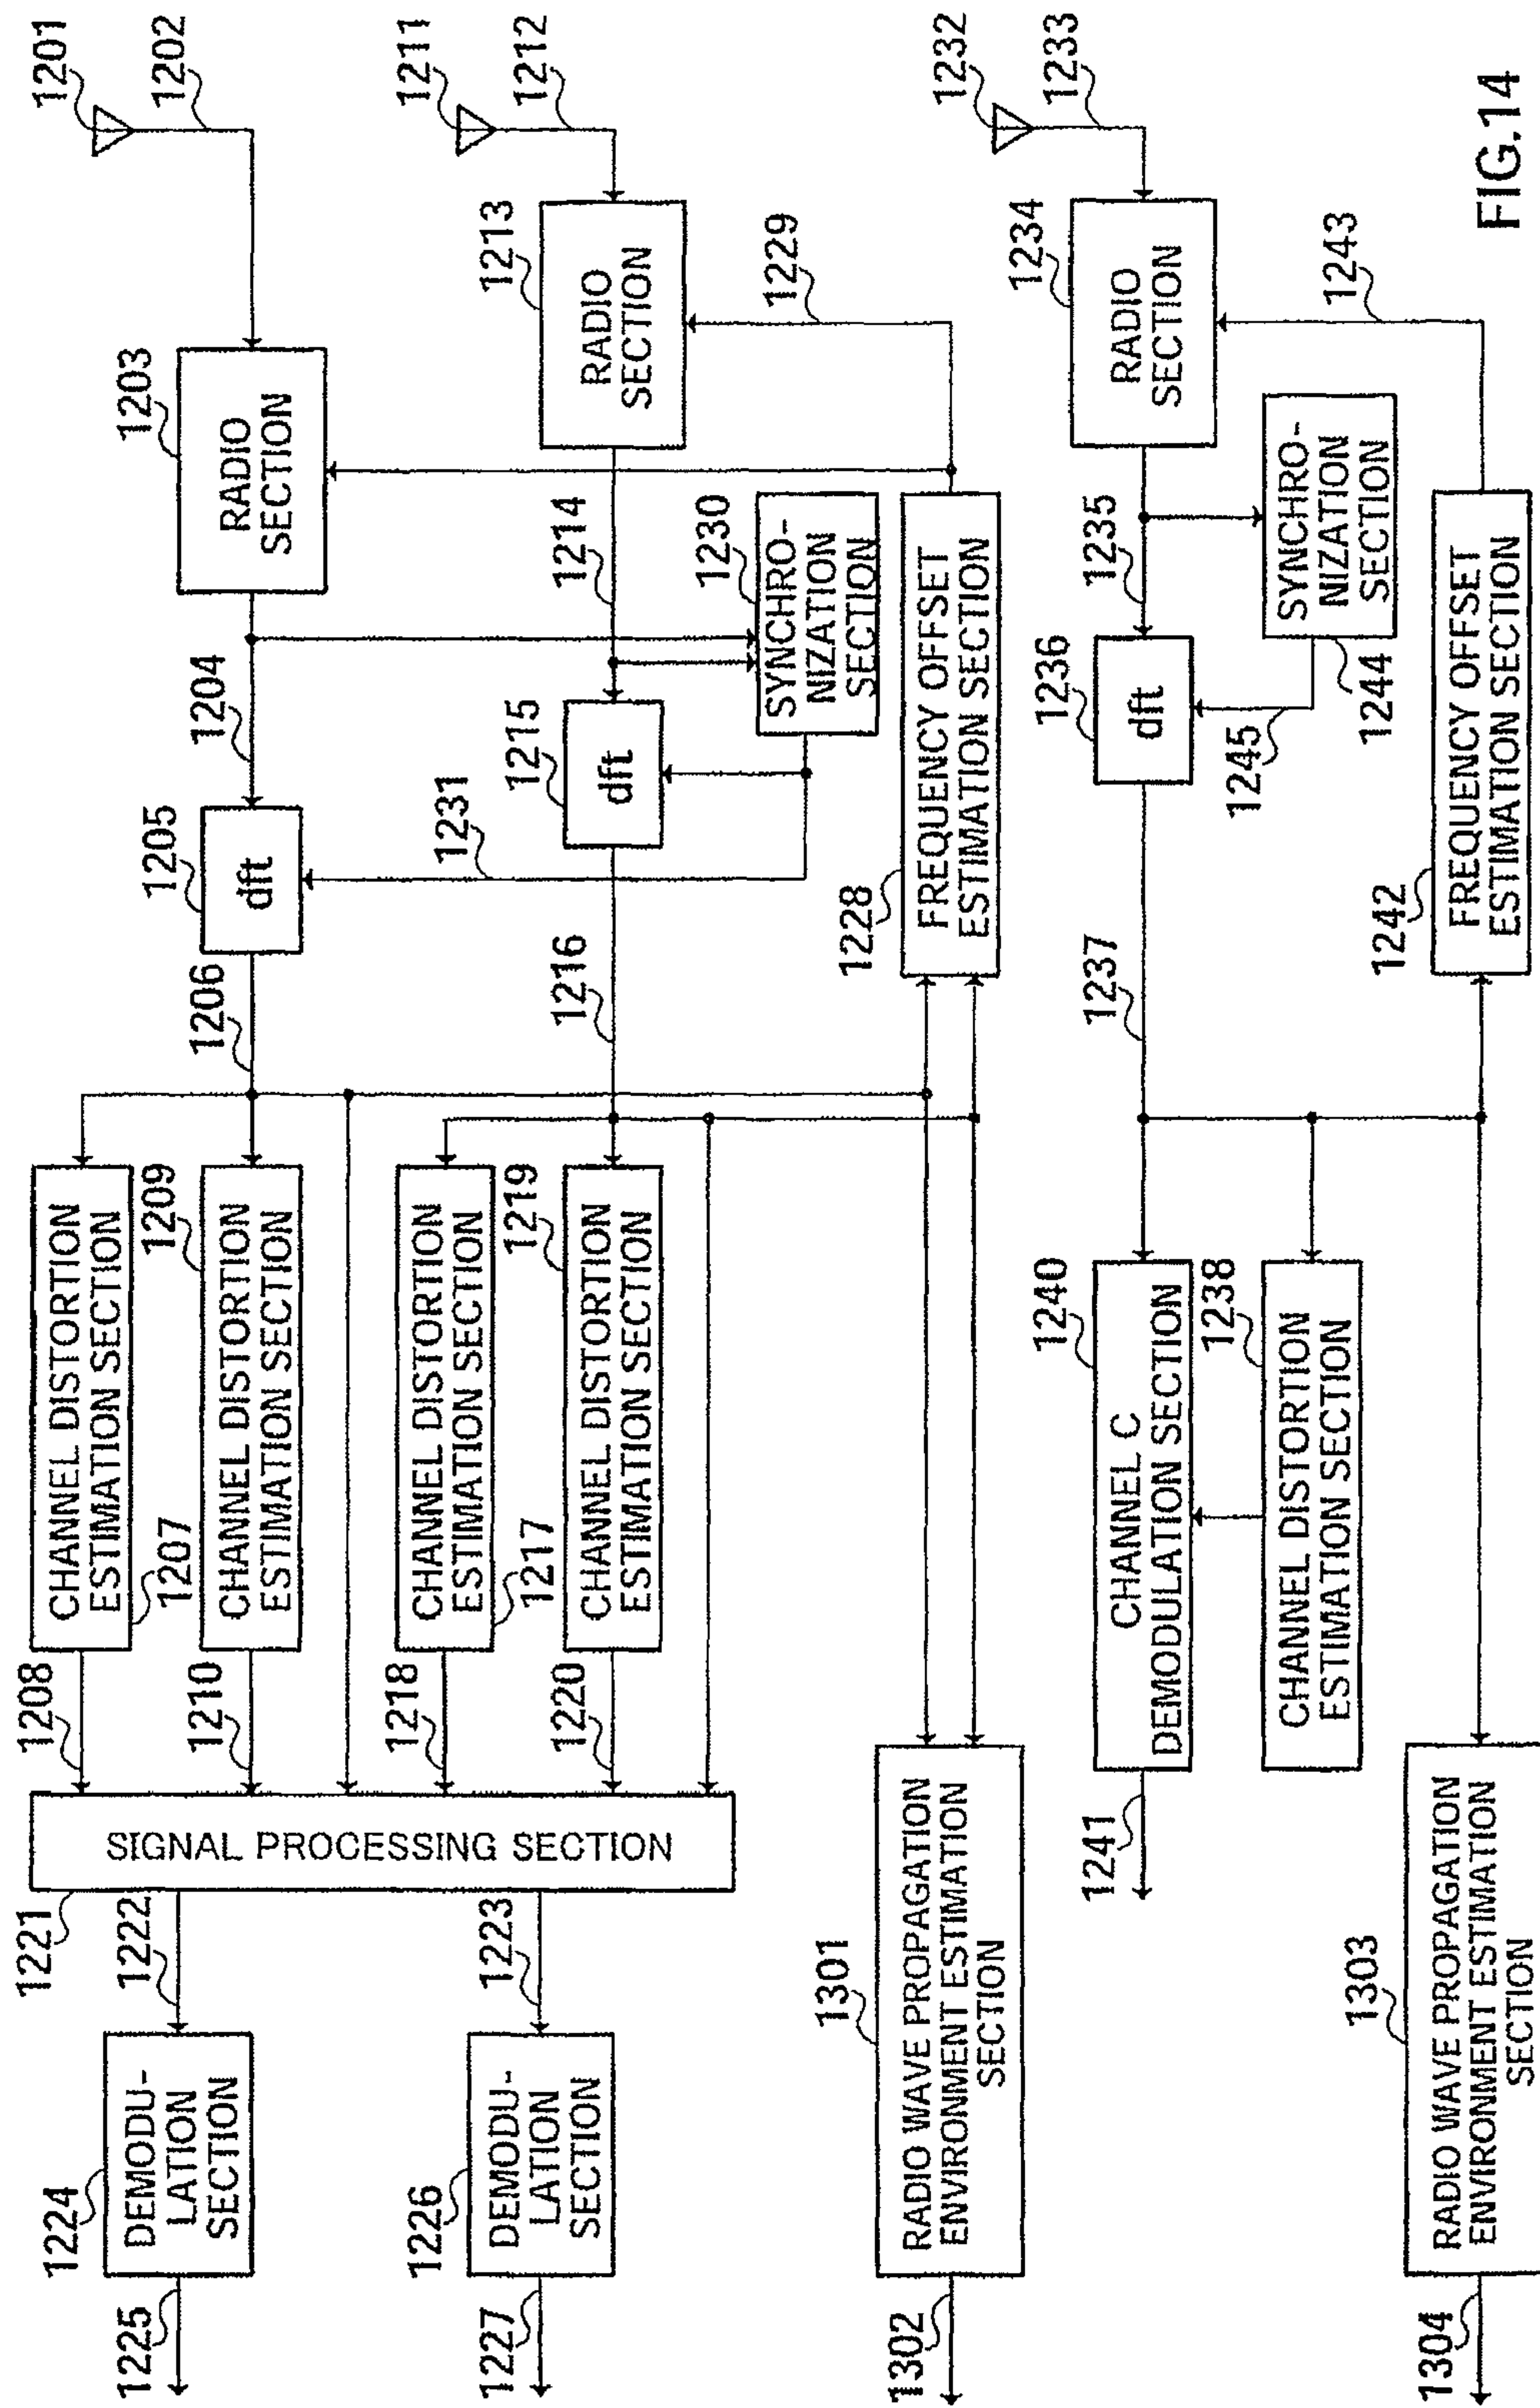 1201
1202
1203
RADIO
SECTION
1204
1205
dft
1206
CHANNEL DISTORTION
ESTIMATION SECTION
1207
1208
1209
CHANNEL DISTORTION
ESTIMATION SECTION
1210
1211
1212
1213
RADIO
SECTION
1214
1215
dft
1216
CHANNEL DISTORTION
ESTIMATION SECTION
1217
1218
1219
CHANNEL DISTORTION
ESTIMATION SECTION
1220
SIGNAL PROCESSING SECTION
1221
1222
1223
1224
DEMODU-
LATION
SECTION
1225
1226
DEMODU-
LATION
SECTION
1227
1228
FREQUENCY OFFSET
ESTIMATION SECTION
1229
1230
SYNCHRO-
NIZATION
SECTION
1231
1301
RADIO WAVE PROPAGATION
ENVIRONMENT ESTIMATION
SECTION
1302
1232
1233
1234
RADIO
SECTION
1235
1236
dft
1237
1238
CHANNEL DISTORTION
ESTIMATION SECTION
1240
CHANNEL C
DEMODULATION SECTION
1241
1242
FREQUENCY OFFSET
ESTIMATION SECTION
1243
SYNCHRO-
NIZATION
SECTION
1244
1245
1303
RADIO WAVE PROPAGATION
ENVIRONMENT ESTIMATION
SECTION
1304
FIG.14